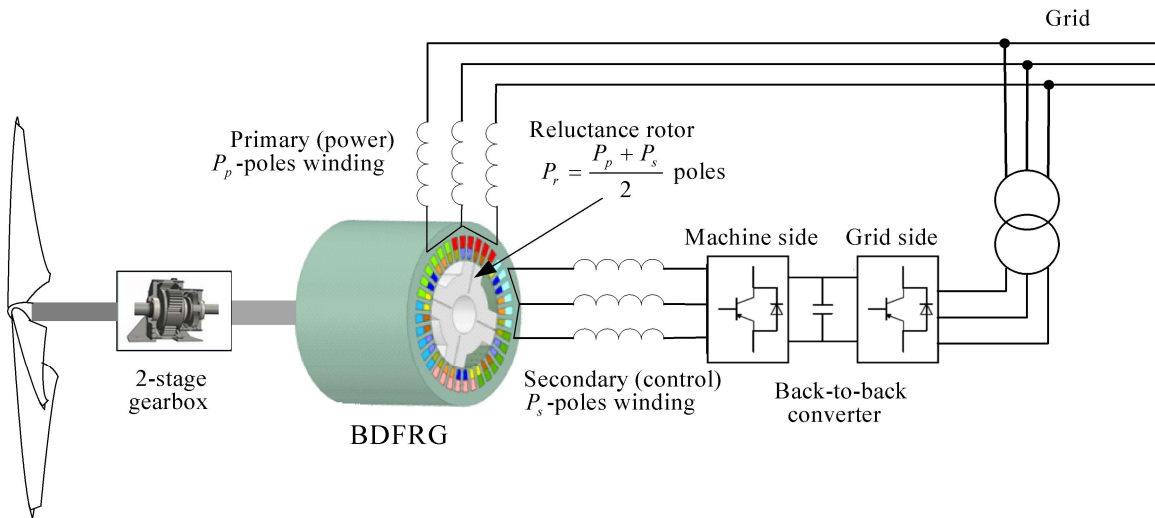 Grid
Primary (power)
P_p-poles winding
Reluctance rotor
P_r = (P_p + P_s)/2 poles
Machine side
Grid side
2-stage
gearbox
BDFRG
Secondary (control)
P_s-poles winding
Back-to-back
converter